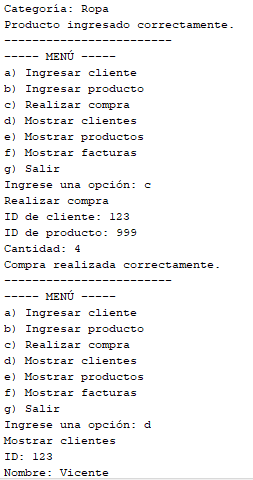 Categoría: Ropa
Producto ingresado correctamente.
------------------------
----- MENÚ -----
a) Ingresar cliente
b) Ingresar producto
c) Realizar compra
d) Mostrar clientes
e) Mostrar productos
f) Mostrar facturas
g) Salir
Ingrese una opción: c
Realizar compra
ID de cliente: 123
ID de producto: 999
Cantidad: 4
Compra realizada correctamente.
------------------------
----- MENÚ -----
a) Ingresar cliente
b) Ingresar producto
c) Realizar compra
d) Mostrar clientes
e) Mostrar productos
f) Mostrar facturas
g) Salir
Ingrese una opción: d
Mostrar clientes
ID: 123
Nombre: Vicente